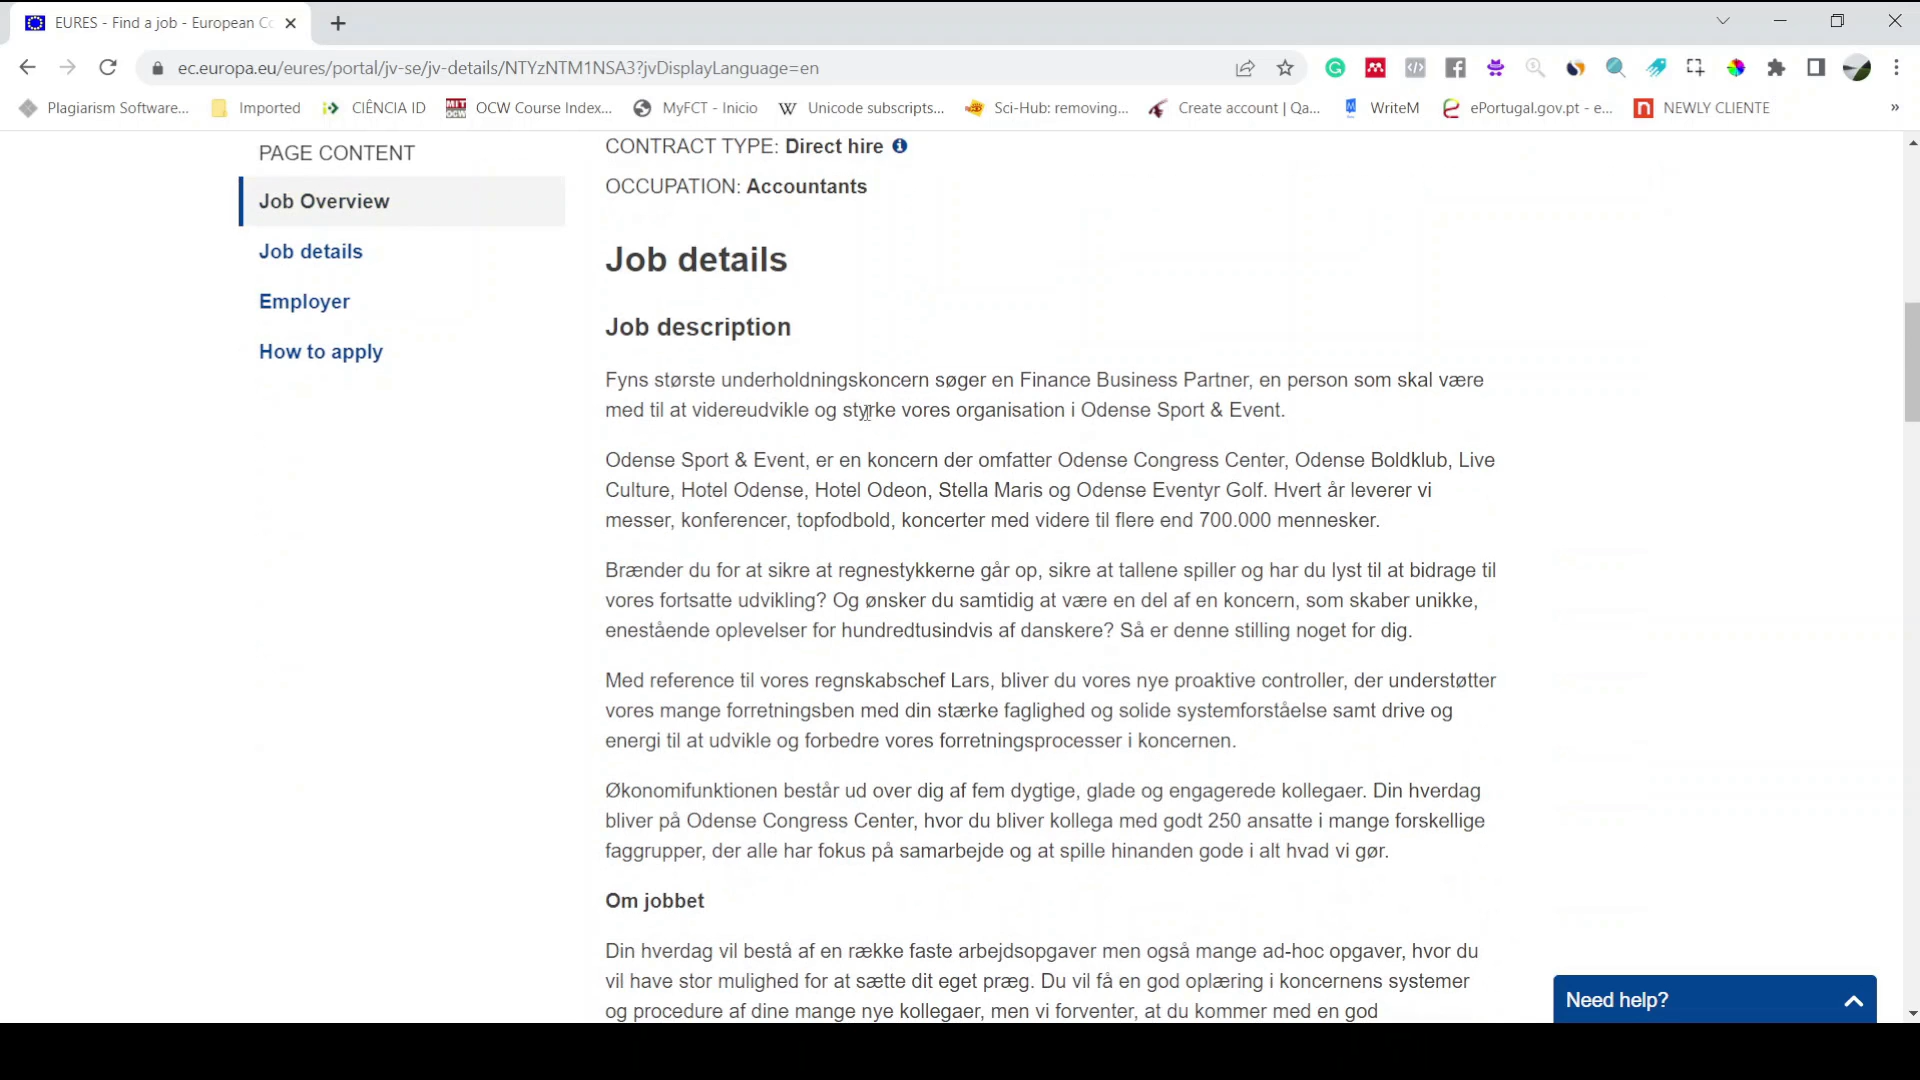 EURES - Find a job - European Co
ec.europa.eu/eures/portal/jv-se/jv-details/NTYzNTM1NSA3?jvDisplayLanguage=en
Plagiarism Software... Imported CIÊNCIA ID MIT OCW OCW Course Index... MyFCT - Inicio W Unicode subscripts... Sci-Hub: removing... Create account | Qa... WriteM ePortugal.gov.pt - e... n NEWLY CLIENTE »
PAGE CONTENT
Job Overview
Job details
Employer
How to apply
CONTRACT TYPE: Direct hire
OCCUPATION: Accountants
Job details
Job description
Fyns største underholdningskoncern søger en Finance Business Partner, en person som skal være
med til at videreudvikle og styrke vores organisation i Odense Sport & Event.
Odense Sport & Event, er en koncern der omfatter Odense Congress Center, Odense Boldklub, Live
Culture, Hotel Odense, Hotel Odeon, Stella Maris og Odense Eventyr Golf. Hvert år leverer vi
messer, konferencer, topfodbold, koncerter med videre til flere end 700.000 mennesker.
Brænder du for at sikre at regnestykkerne går op, sikre at tallene spiller og har du lyst til at bidrage til
vores fortsatte udvikling? Og ønsker du samtidig at være en del af en koncern, som skaber unikke,
enestående oplevelser for hundredtusindvis af danskere? Så er denne stilling noget for dig.
Med reference til vores regnskabschef Lars, bliver du vores nye proaktive controller, der understøtter
vores mange forretningsben med din stærke faglighed og solide systemforståelse samt drive og
energi til at udvikle og forbedre vores forretningsprocesser i koncernen.
Økonomifunktionen består ud over dig af fem dygtige, glade og engagerede kollegaer. Din hverdag
bliver på Odense Congress Center, hvor du bliver kollega med godt 250 ansatte i mange forskellige
faggrupper, der alle har fokus på samarbejde og at spille hinanden gode i alt hvad vi gør.
Om jobbet
Din hverdag vil bestå af en række faste arbejdsopgaver men også mange ad-hoc opgaver, hvor du
vil have stor mulighed for at sætte dit eget præg. Du vil få en god oplæring i koncernens systemer
og procedure af dine mange nye kollegaer, men vi forventer, at du kommer med en god
Need help?